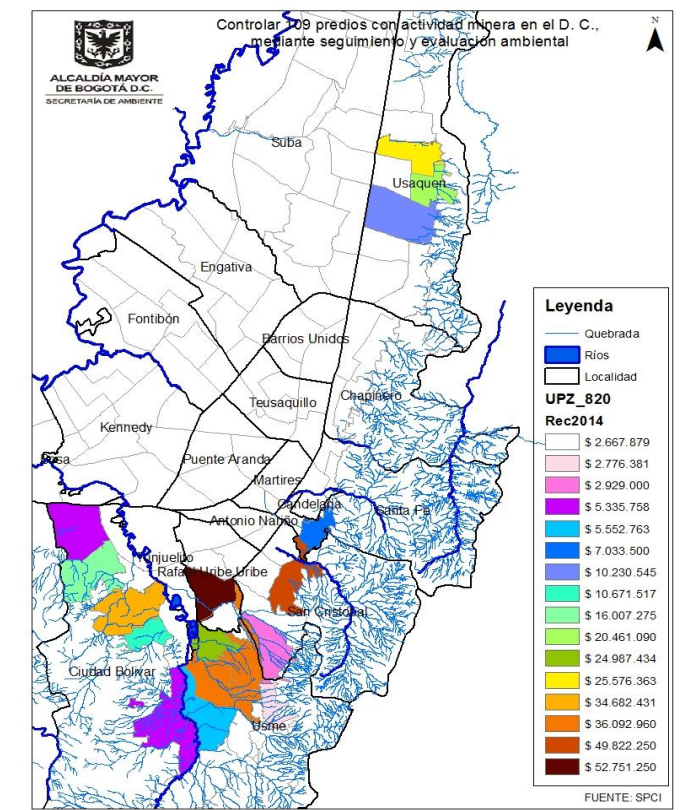 Controlar 109 predios con actividad minera en el D. C.,
mediante seguimiento y evaluación ambiental
N
ALCALDÍA MAYOR
DE BOGOTÁ D.C.
SECRETARÍA DE AMBIENTE
Suba
Usaquen
Engativa
Fontibón
Barrios Unidos
Teusaquillo
Chapinero
Kennedy
Puente Aranda
Martires
Candelaria
Santa Fe
Antonio Nariño
Rafael Uribe Uribe
San Cristobal
Ciudad Bolivar
Usme
Leyenda
Quebrada
Ríos
Localidad
UPZ_820
Rec2014
$ 2.667.879
$ 2.776.381
$ 2.929.000
$ 5.335.758
$ 5.552.763
$ 7.033.500
$ 10.230.545
$ 10.671.517
$ 16.007.275
$ 20.461.090
$ 24.987.434
$ 25.576.363
$ 34.682.431
$ 36.092.960
$ 49.822.250
$ 52.751.250
FUENTE: SPCI